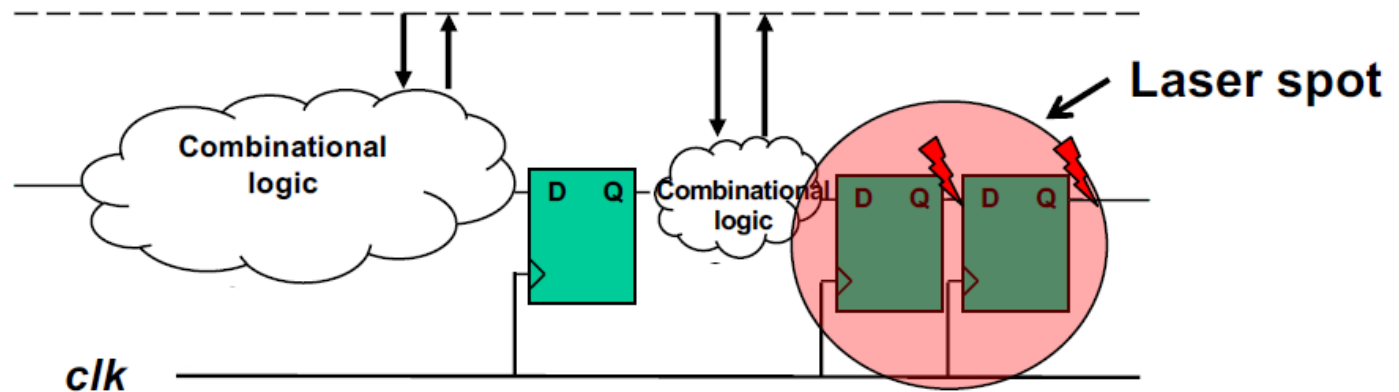 Laser spot
Combinational
logic
D Q
Combinational
logic
D Q
D Q
clk